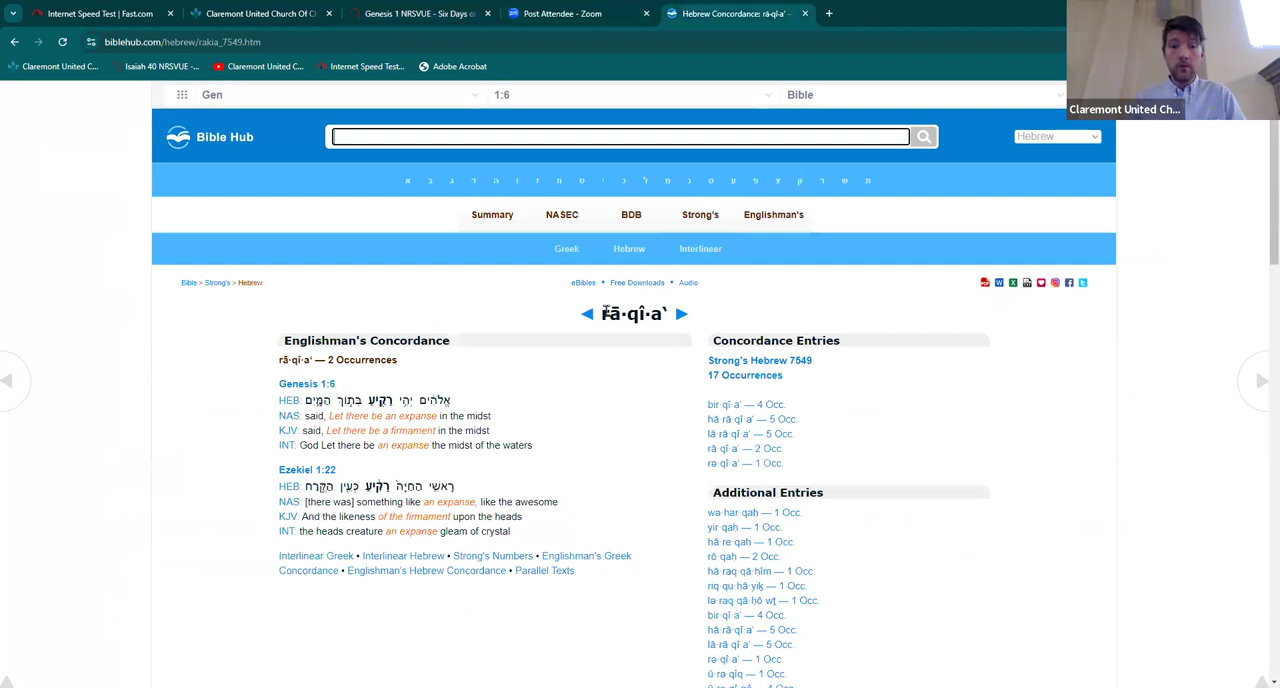 Internet Speed Test | Fast.com
Claremont United Church Of Ch
Genesis 1 NRSVUE - Six Days of
Post Attendee - Zoom
Hebrew Concordance: rā·qî·a' —
biblehub.com/hebrew/rakia_7549.htm
Claremont United C...
Isaiah 40 NRSVUE -...
Claremont United C...
Internet Speed Test...
Adobe Acrobat
Claremont United Ch...
Gen
1:6
Bible
Bible Hub
Hebrew
א ב ג ד ה ו ז ח ט י כ ל מ נ ס ע פ צ ק ר ש ת
Summary NASEC BDB Strong's Englishman's
Greek Hebrew Interlinear
Bible > Strong's > Hebrew
eBibles • Free Downloads • Audio
◄ rā·qî·a‘ ►
Englishman's Concordance
rā·qî·a‘ — 2 Occurrences
Genesis 1:6
HEB: אֱלֹהִ֔ים יְהִ֥י רָקִ֖יעַ בְּת֣וֹךְ הַמָּ֑יִם
NAS: said, Let there be an expanse in the midst
KJV: said, Let there be a firmament in the midst
INT: God Let there be an expanse the midst of the waters
Ezekiel 1:22
HEB: רָאשֵׁ֤י הַחַיָּה֙ רָקִ֔יעַ כְּעֵ֖ין הַקֶּ֣רַח
NAS: [there was] something like an expanse, like the awesome
KJV: And the likeness of the firmament upon the heads
INT: the heads creature an expanse gleam of crystal
Interlinear Greek • Interlinear Hebrew • Strong's Numbers • Englishman's Greek
Concordance • Englishman's Hebrew Concordance • Parallel Texts
Concordance Entries
Strong's Hebrew 7549
17 Occurrences
bir·qî·a‘ — 4 Occ.
hā·rā·qî·a‘ — 5 Occ.
lā·rā·qî·a‘ — 5 Occ.
rā·qî·a‘ — 2 Occ.
rə·qî·a‘ — 1 Occ.
Additional Entries
wə·har·qaḥ — 1 Occ.
yir·qaḥ — 1 Occ.
hā·re·qaḥ — 1 Occ.
rō·qaḥ — 2 Occ.
hā·raq·qā·ḥîm — 1 Occ.
riq·qu·ḥā·yiḵ — 1 Occ.
lə·raq·qā·ḥō·wṯ — 1 Occ.
bir·qî·a‘ — 4 Occ.
hā·rā·qî·a‘ — 5 Occ.
lā·rā·qî·a‘ — 5 Occ.
rə·qî·a‘ — 1 Occ.
ū·rə·qîq — 1 Occ.